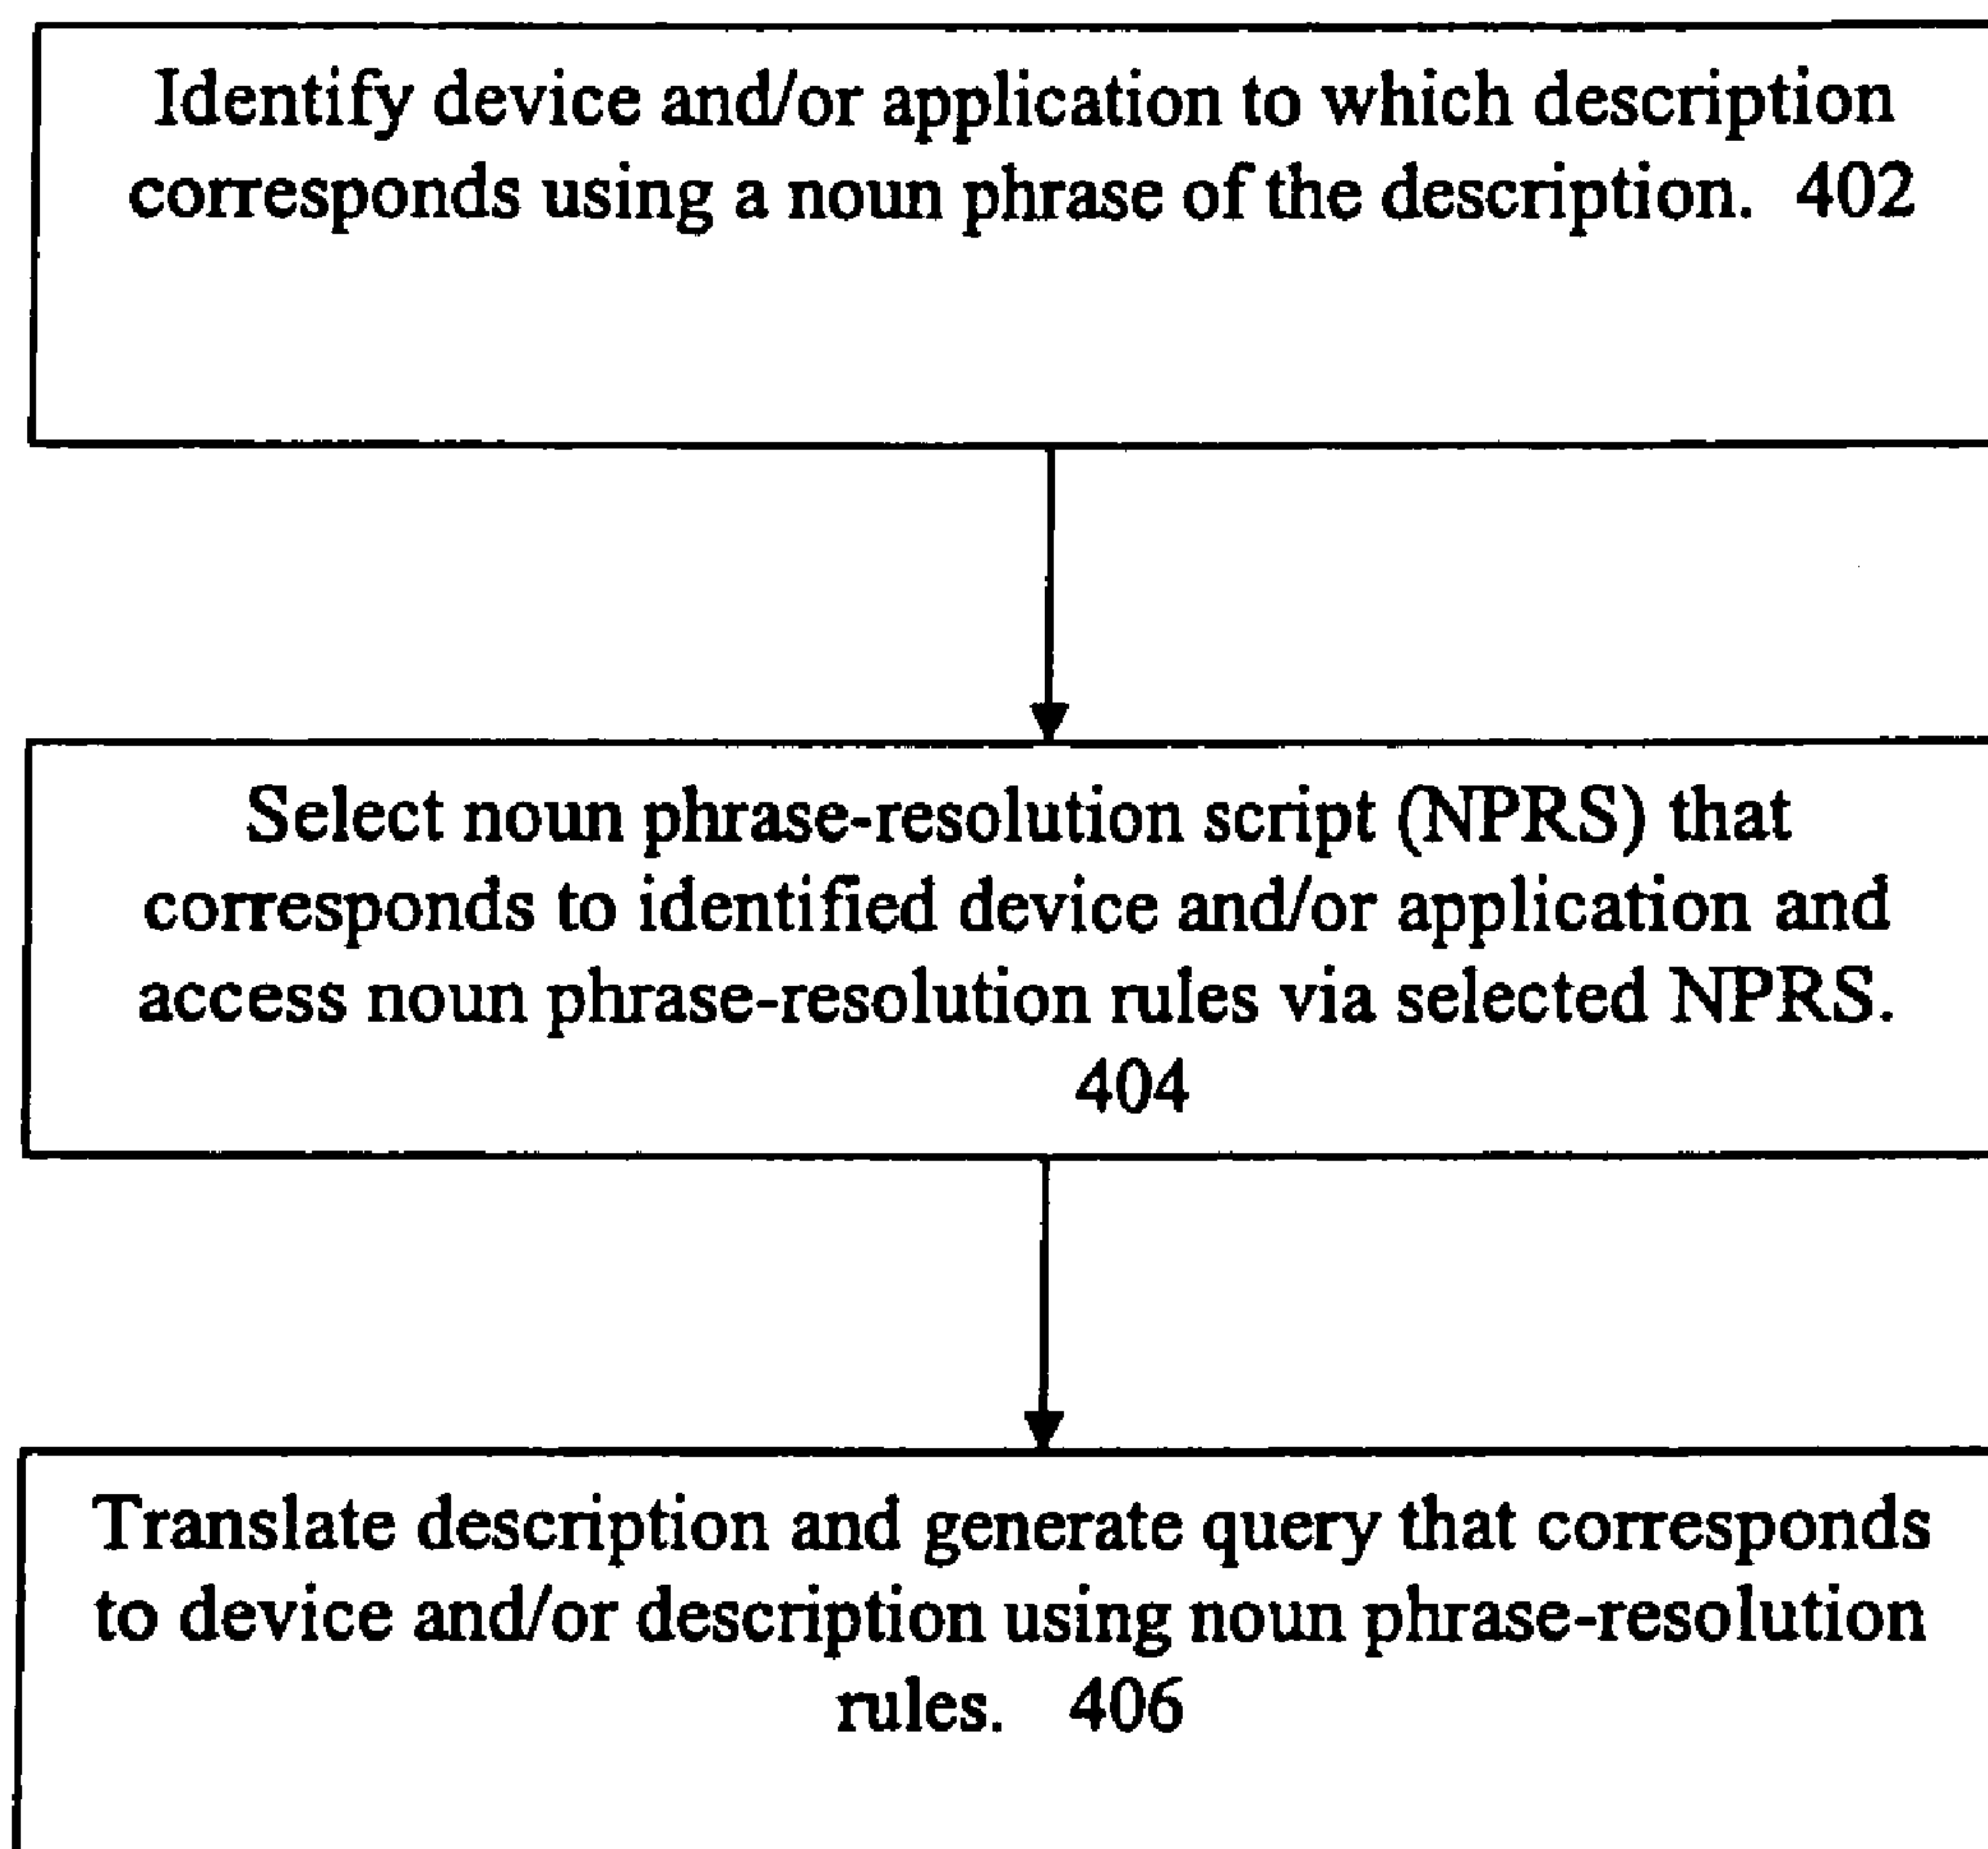 Identify device and/or application to which description
corresponds using a noun phrase of the description. 402
Select noun phrase-resolution script (NPRS) that
corresponds to identified device and/or application and
access noun phrase-resolution rules via selected NPRS.
404
Translate description and generate query that corresponds
to device and/or description using noun phrase-resolution
rules. 406